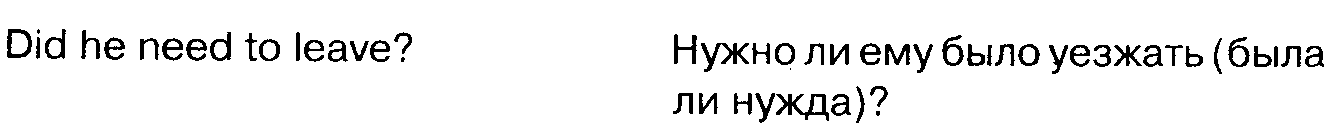 Did he need to leave?
Нужно ли ему было уезжать (была
ли нужда)?